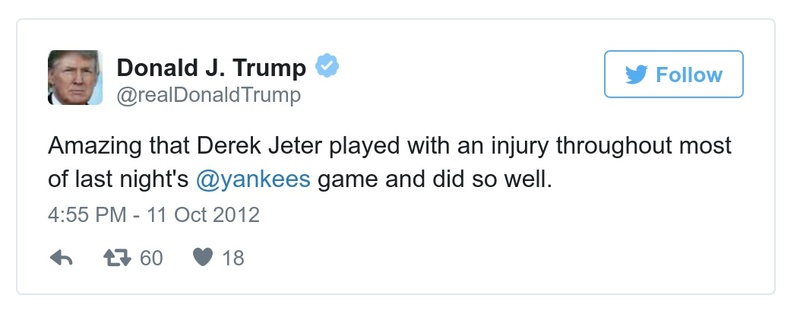 Donald J. Trump
@realDonaldTrump
Follow
Amazing that Derek Jeter played with an injury throughout most
of last night's @yankees game and did so well.
4:55 PM - 11 Oct 2012
60 18